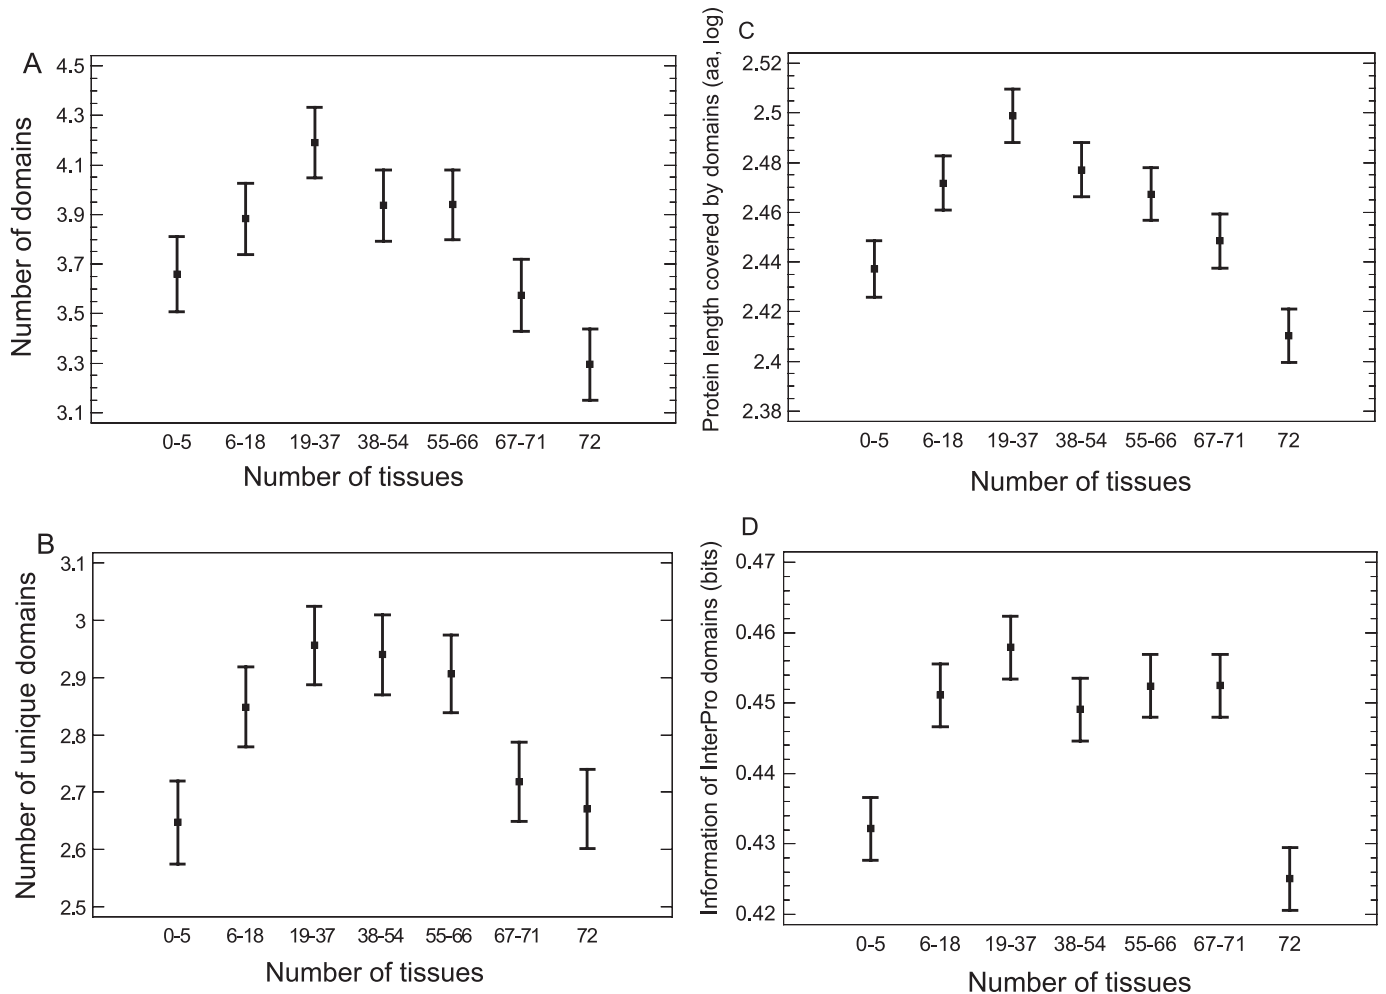 A
Number of domains
4.5
4.3
4.1
3.9
3.7
3.5
3.3
3.1
0-5 6-18 19-37 38-54 55-66 67-71 72
Number of tissues
C
Protein length covered by domains (aa, log)
2.52
2.5
2.48
2.46
2.44
2.42
2.4
2.38
0-5 6-18 19-37 38-54 55-66 67-71 72
Number of tissues
B
Number of unique domains
3.1
3
2.9
2.8
2.7
2.6
2.5
0-5 6-18 19-37 38-54 55-66 67-71 72
Number of tissues
D
Information of InterPro domains (bits)
0.47
0.46
0.45
0.44
0.43
0.42
0-5 6-18 19-37 38-54 55-66 67-71 72
Number of tissues